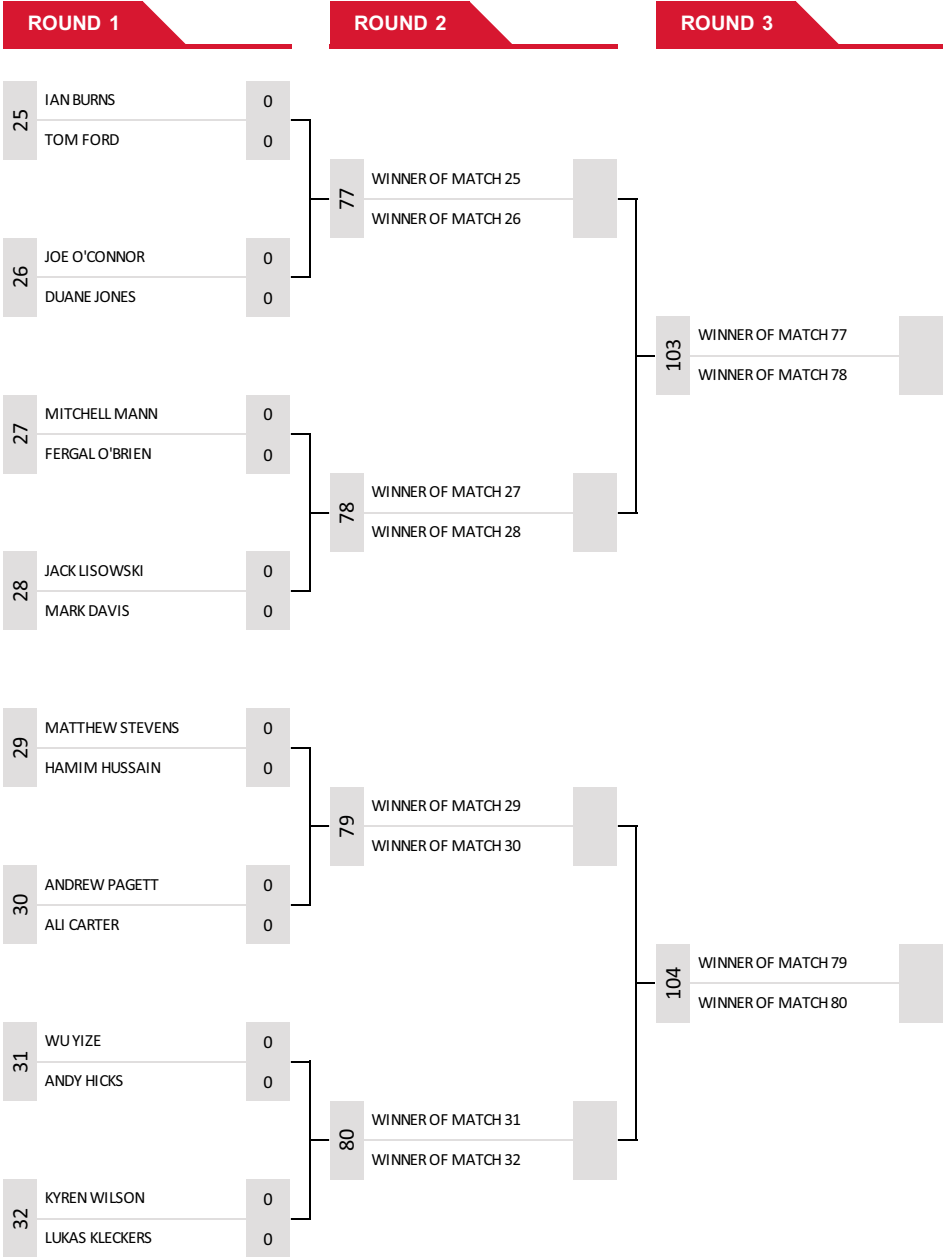 ROUND 1
ROUND 2
ROUND 3
25
IAN BURNS 0
TOM FORD 0
77
WINNER OF MATCH 25
WINNER OF MATCH 26
26
JOE O'CONNOR 0
DUANE JONES 0
103
WINNER OF MATCH 77
WINNER OF MATCH 78
27
MITCHELL MANN 0
FERGAL O'BRIEN 0
78
WINNER OF MATCH 27
WINNER OF MATCH 28
28
JACK LISOWSKI 0
MARK DAVIS 0
29
MATTHEW STEVENS 0
HAMIM HUSSAIN 0
79
WINNER OF MATCH 29
WINNER OF MATCH 30
30
ANDREW PAGETT 0
ALI CARTER 0
104
WINNER OF MATCH 79
WINNER OF MATCH 80
31
WU YIZE 0
ANDY HICKS 0
80
WINNER OF MATCH 31
WINNER OF MATCH 32
32
KYREN WILSON 0
LUKAS KLECKERS 0